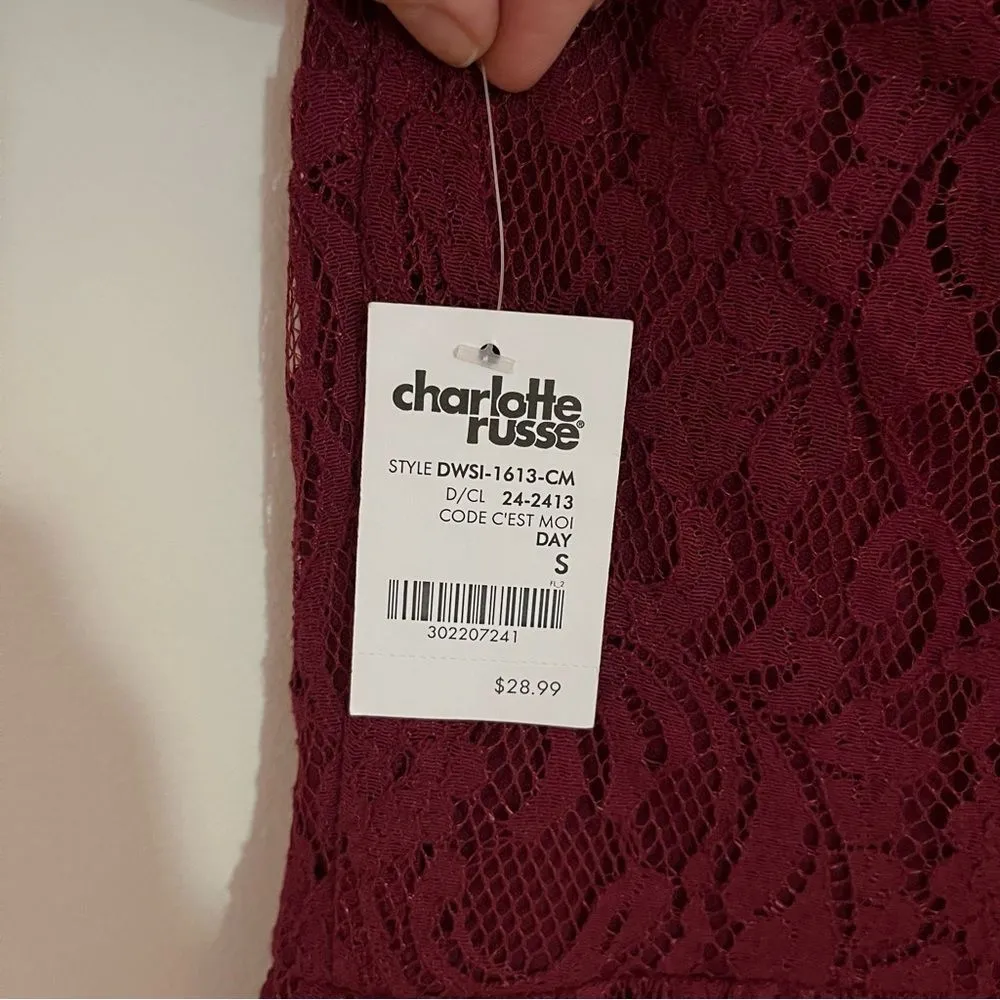 charlotte
russe®
STYLE DWSI-1613-CM
D/CL 24-2413
CODE C'EST MOI
DAY
S
FL_2
302207241
$28.99